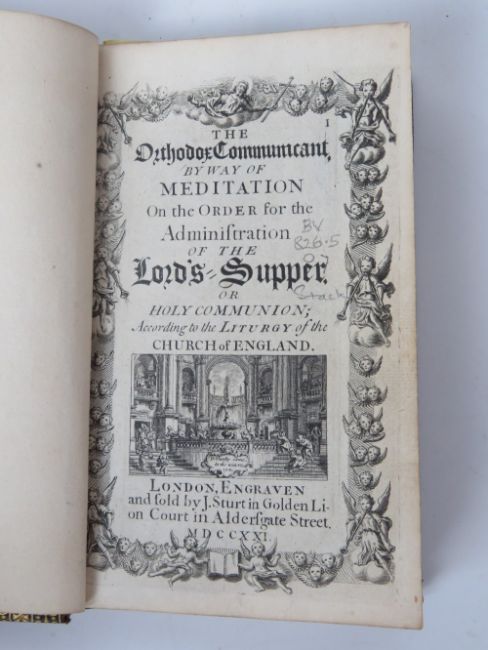 1
THE
Orthodox Communicant,
BY WAY OF
MEDITATION
On the ORDER for the
Adminiſtration
OF THE
Lord's=Supper,
OR
HOLY COMMUNION;
According to the LITURGY of the
CHURCH of ENGLAND.
LONDON, ENGRAVEN
and ſold by J. Sturt in Golden Li-
on Court in Alderſgate Street.
MDCCXXI.
BV
826.5
Stack